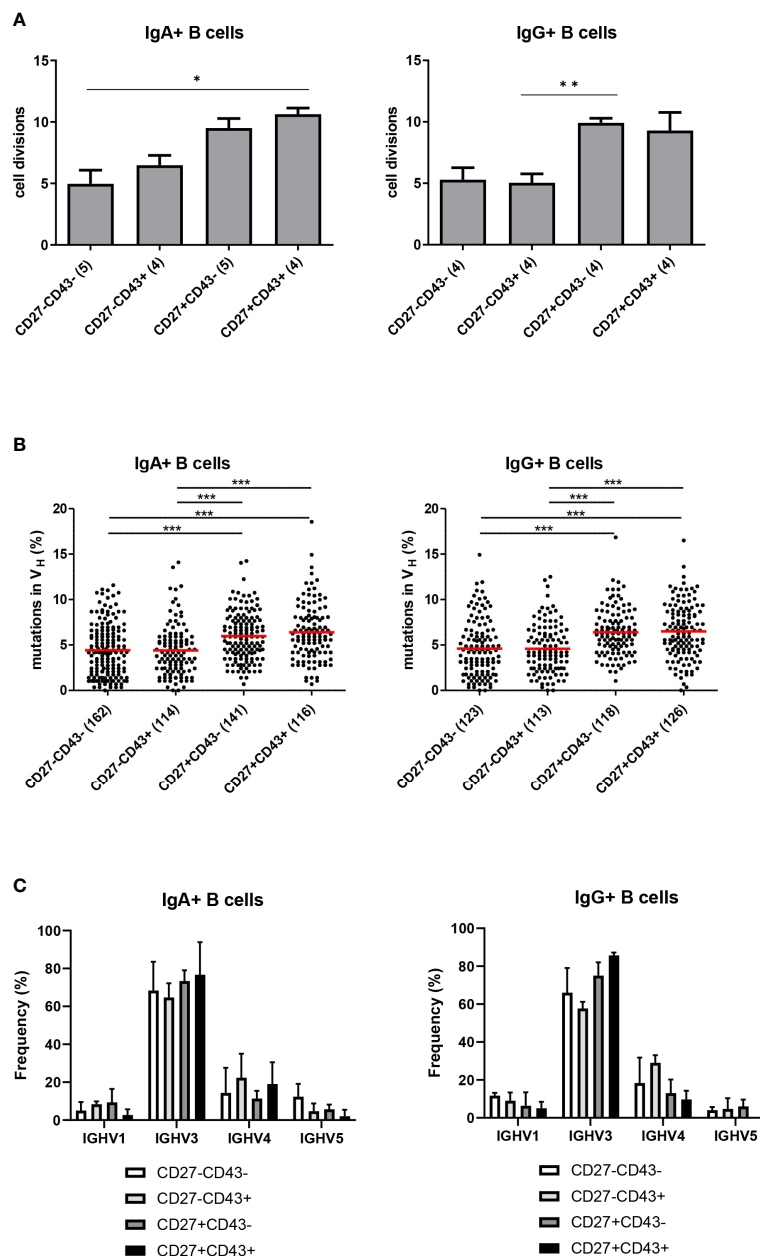 A
IgA+ B cells
cell divisions
15
10
5
0
*
CD27-CD43- (5)
CD27-CD43+ (4)
CD27+CD43- (5)
CD27+CD43+ (4)
IgG+ B cells
cell divisions
15
10
5
0
**
CD27-CD43- (4)
CD27-CD43+ (4)
CD27+CD43- (4)
CD27+CD43+ (4)
B
IgA+ B cells
mutations in VH (%)
20
15
10
5
0
***
***
***
***
CD27-CD43- (162)
CD27-CD43+ (114)
CD27+CD43- (141)
CD27+CD43+ (116)
IgG+ B cells
mutations in VH (%)
20
15
10
5
0
***
***
***
***
CD27-CD43- (123)
CD27-CD43+ (113)
CD27+CD43- (118)
CD27+CD43+ (126)
C
IgA+ B cells
Frequency (%)
100
80
60
40
20
0
IGHV1 IGHV3 IGHV4 IGHV5
CD27-CD43-
CD27-CD43+
CD27+CD43-
CD27+CD43+
IgG+ B cells
Frequency (%)
100
80
60
40
20
0
IGHV1 IGHV3 IGHV4 IGHV5
CD27-CD43-
CD27-CD43+
CD27+CD43-
CD27+CD43+